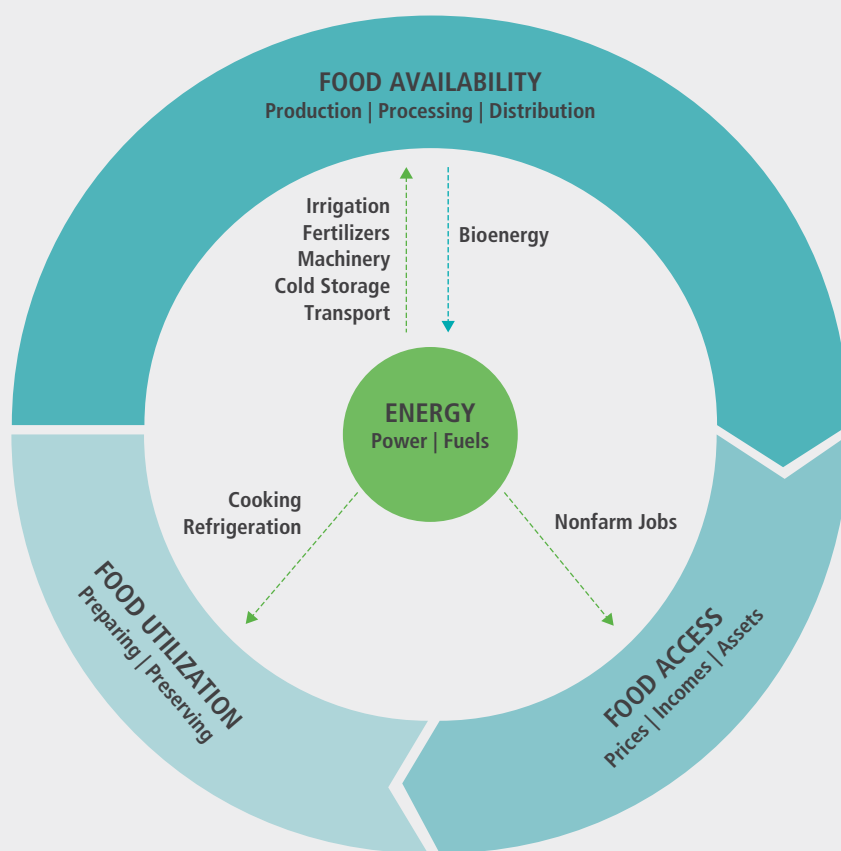 FOOD AVAILABILITY
Production | Processing | Distribution
Irrigation
Fertilizers
Machinery
Cold Storage
Transport
Bioenergy
ENERGY
Power | Fuels
Cooking
Refrigeration
Nonfarm Jobs
FOOD UTILIZATION
Preparing | Preserving
FOOD ACCESS
Prices | Incomes | Assets